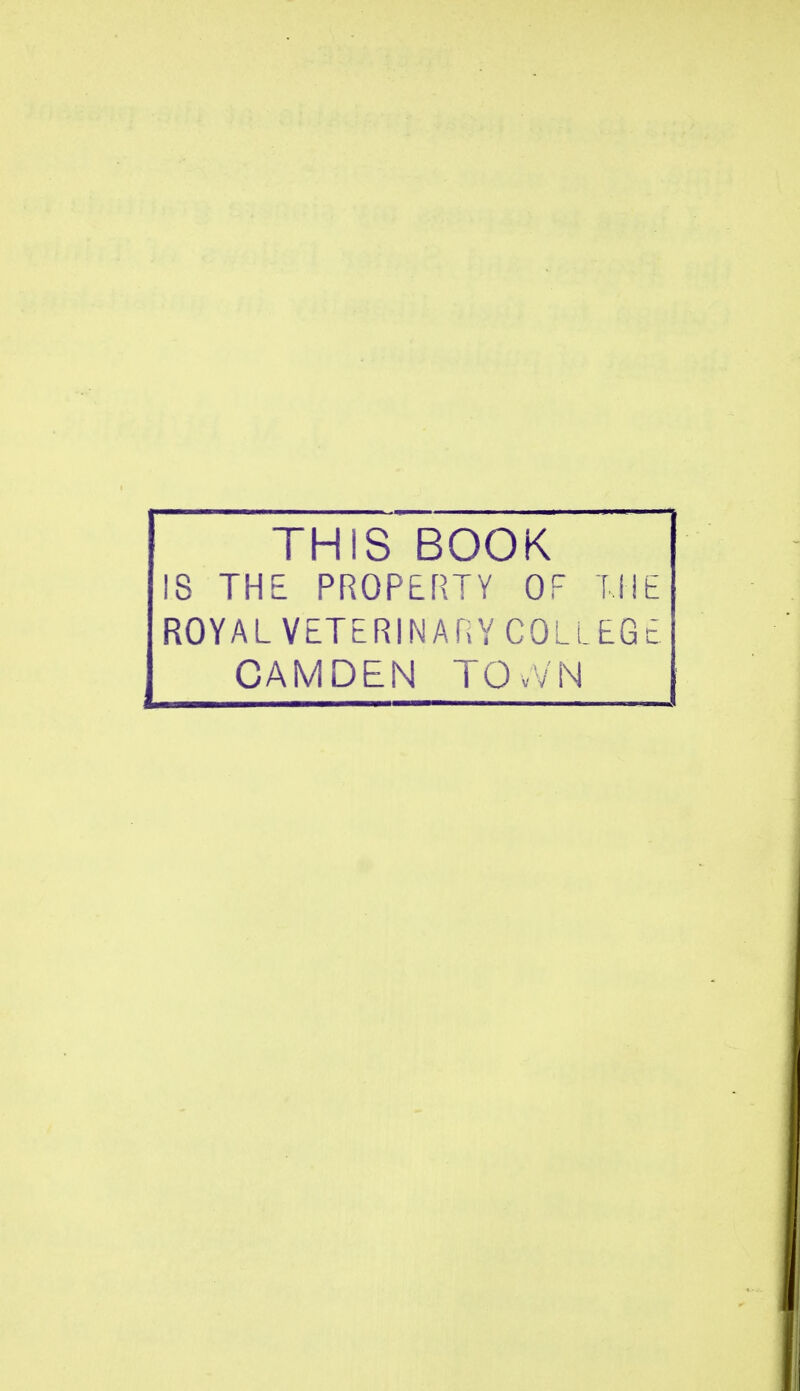 THIS BOOK
IS THE PROPERTY OF THE
ROYAL VETERINARY COLLEGE
CAMDEN TOWN